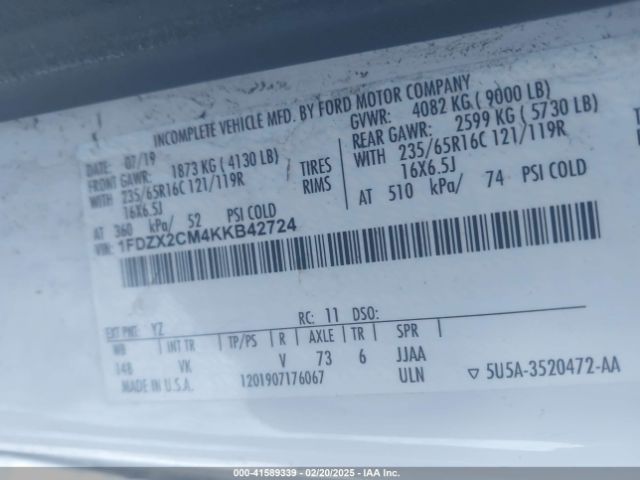 INCOMPLETE VEHICLE MFD. BY FORD MOTOR COMPANY
DATE: 07/19 GVWR: 4082 KG ( 9000 LB)
FRONT GAWR: 1873 KG ( 4130 LB) REAR GAWR: 2599 KG ( 5730 LB)
WITH 235/65R16C 121/119R TIRES WITH 235/65R16C 121/119R
16X6.5J RIMS 16X6.5J
AT 360 kPa/ 52 PSI COLD AT 510 kPa/ 74 PSI COLD
VIN: 1FDZX2CM4KKB42724
EXT PNT: YZ RC: 11 DSO:
WB INT TR TP/PS R AXLE TR SPR
148 VK V 73 6 JJAA
MADE IN U.S.A. 1201907176067 ULN ▽ 5U5A-3520472-AA
000-41589339 - 02/20/2025 - IAA Inc.